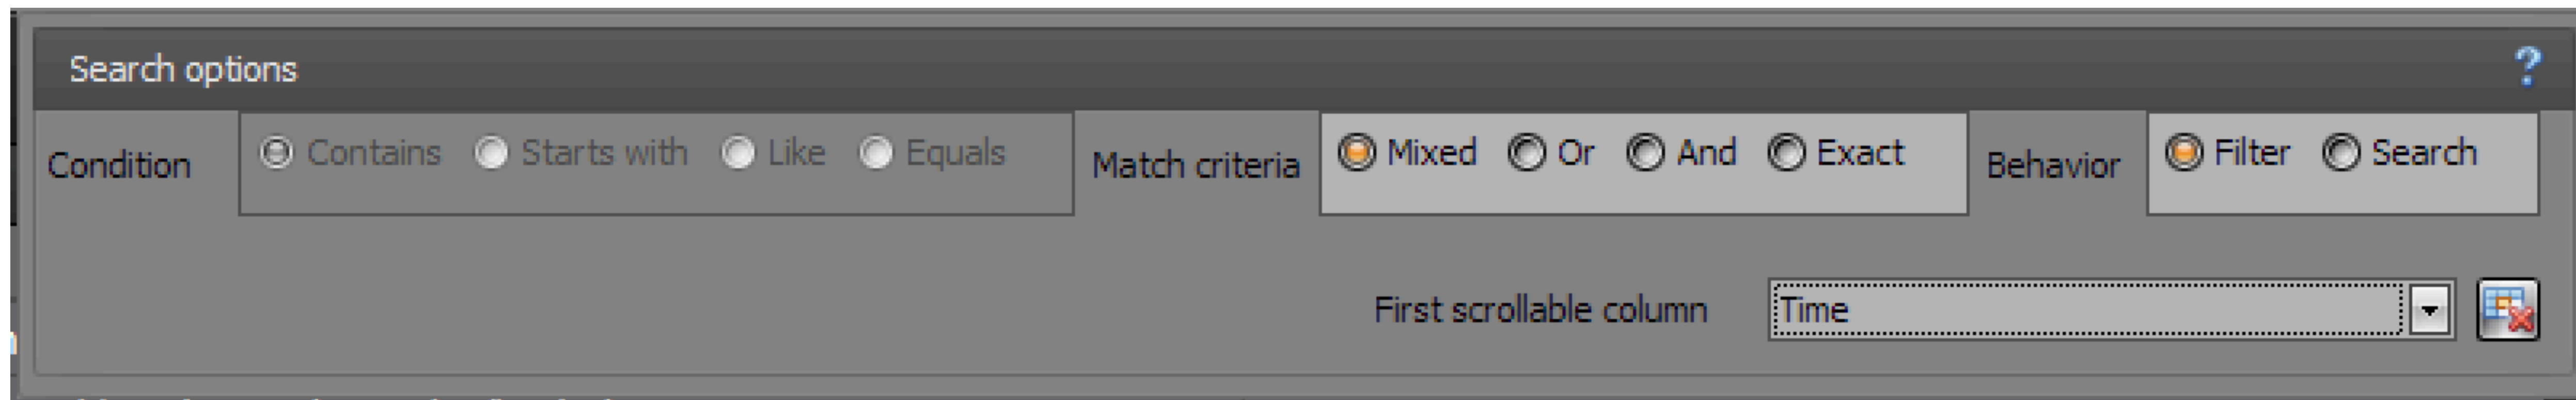 Search options
?
Condition Contains Starts with Like Equals Match criteria Mixed Or And Exact Behavior Filter Search
First scrollable column Time